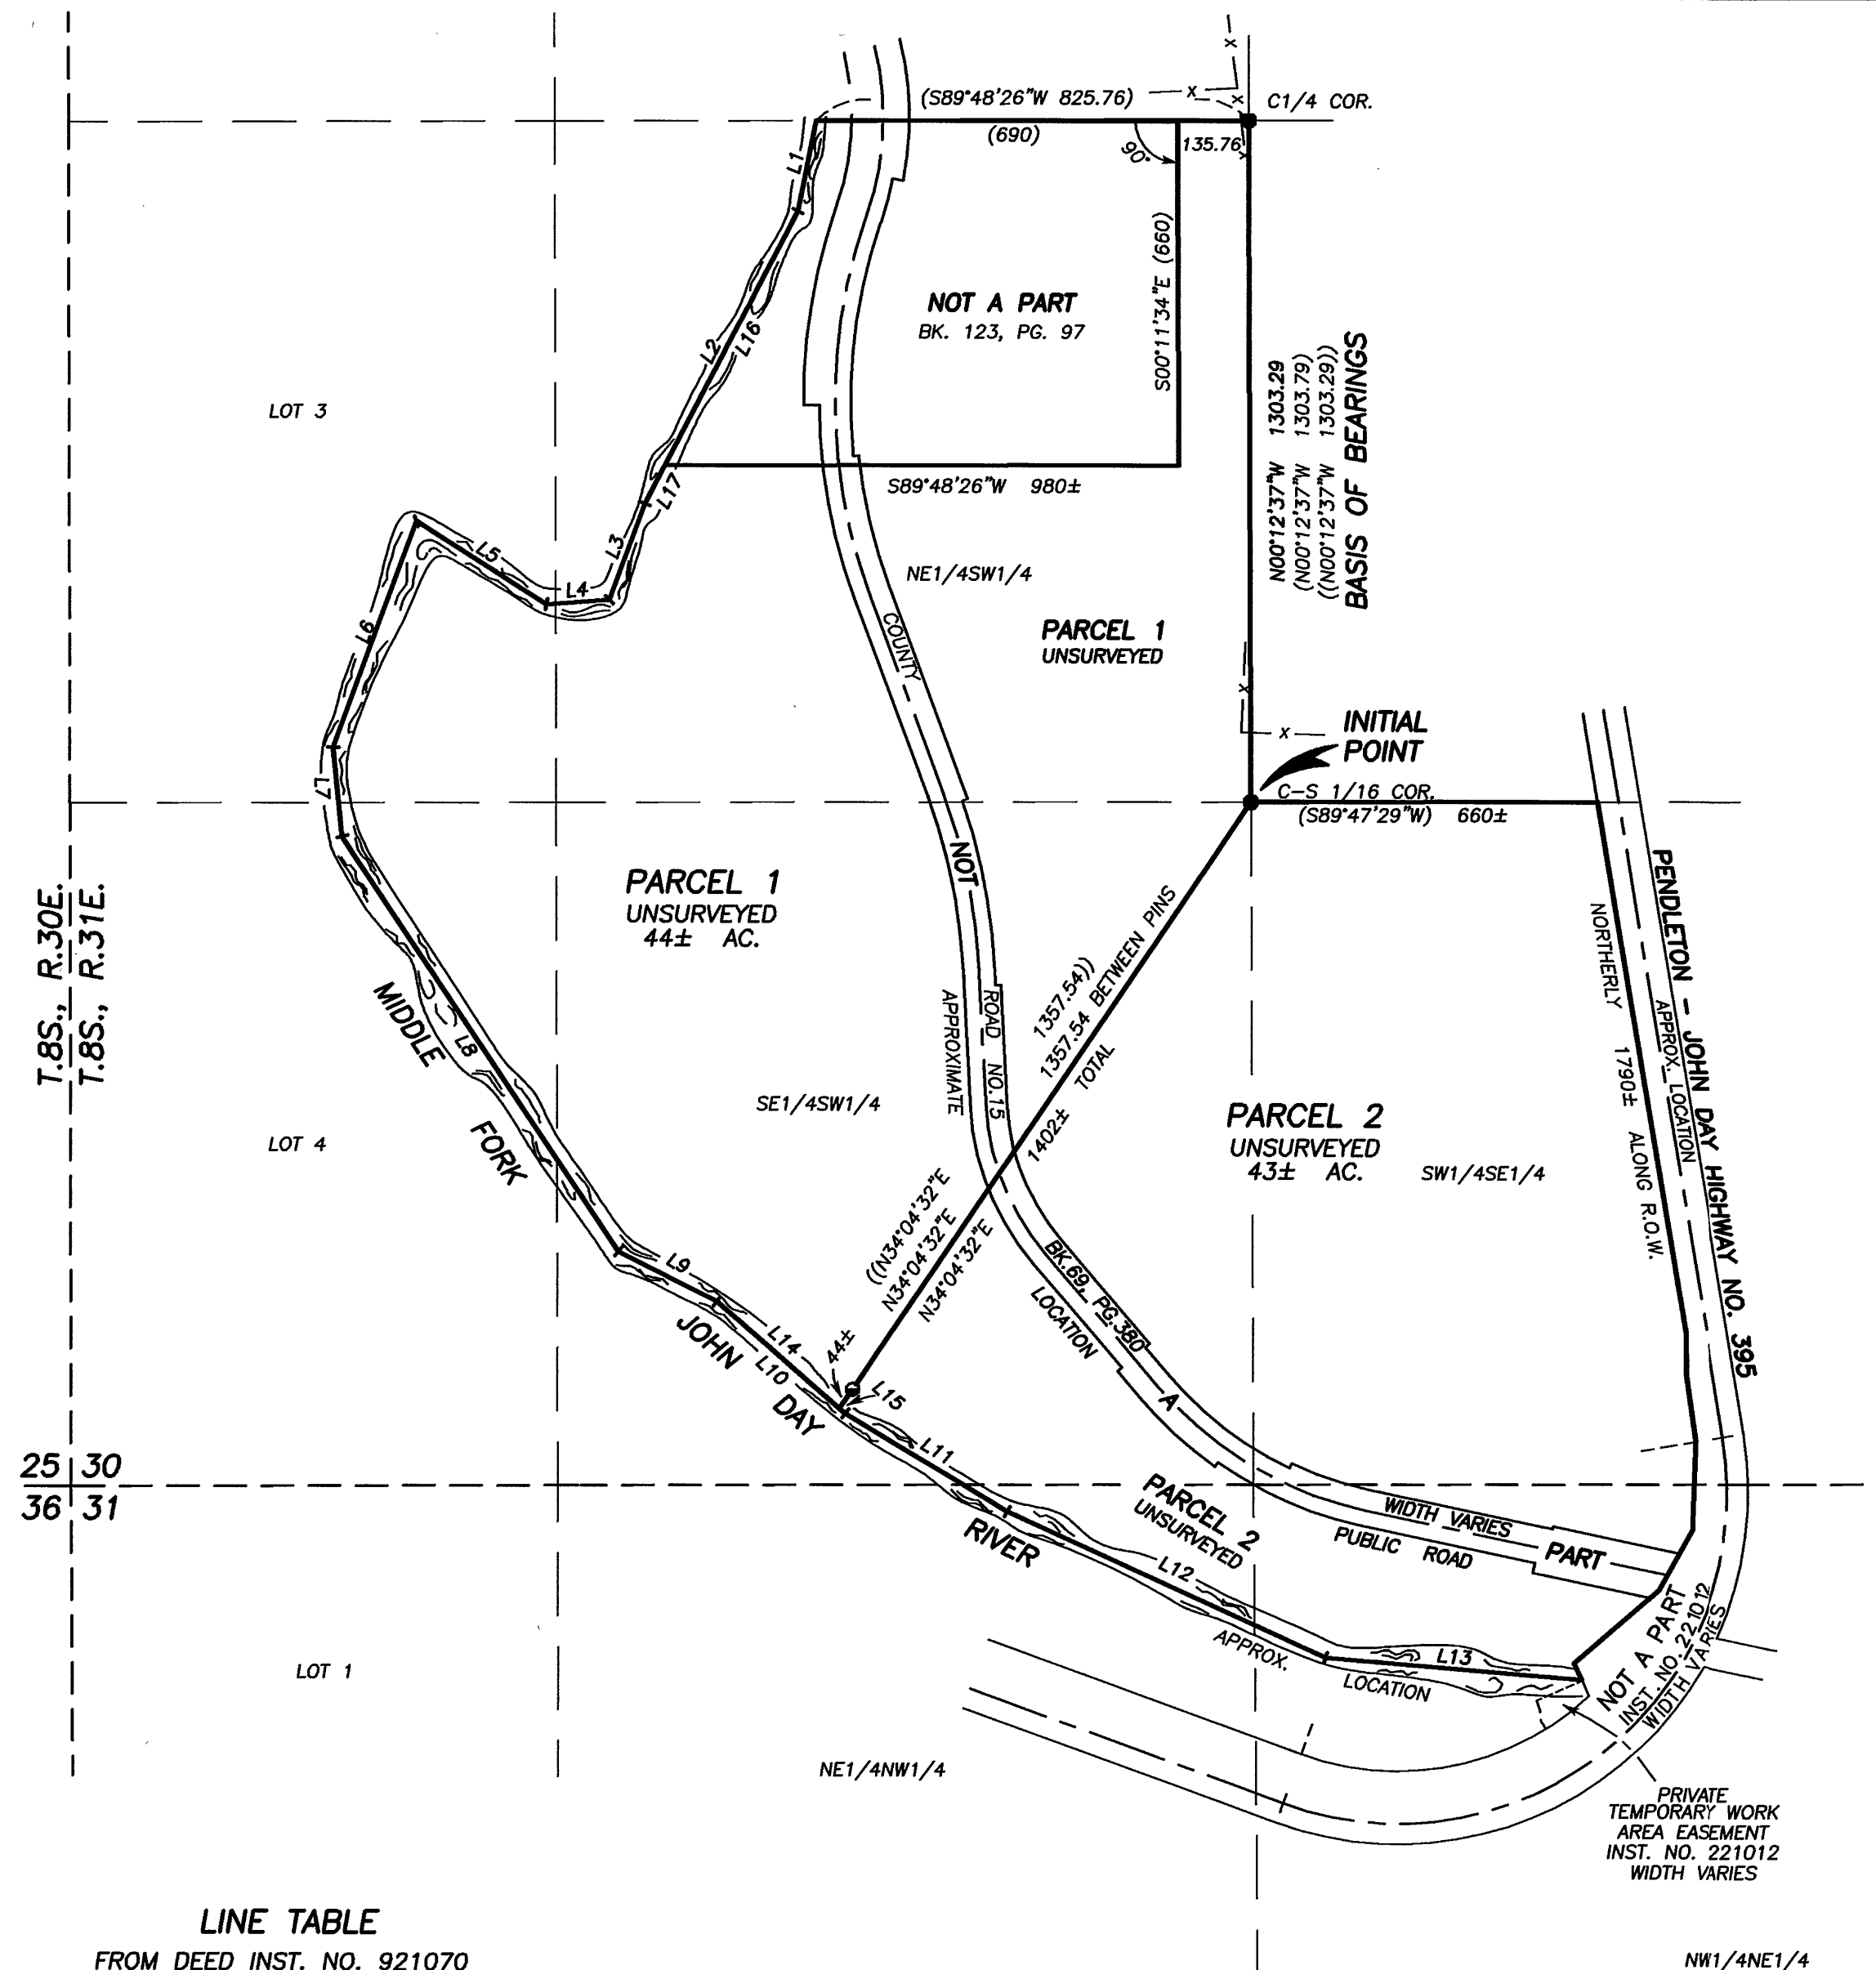 (S89°48'26"W 825.76)
C1/4 COR.
(690)
90°
135.76
L1
S00°11'34"E (660)
NOT A PART
BK. 123, PG. 97
L2
L16
LOT 3
N00°12'37"W 1303.29
(N00°12'37"W 1303.79)
((N00°12'37"W 1303.29))
BASIS OF BEARINGS
L17
S89°48'26"W 980±
L3
L5
L4
NE1/4SW1/4
L6
COUNTY
PARCEL 1
UNSURVEYED
INITIAL
POINT
L7
C-S 1/16 COR.
(S89°47'29"W) 660±
NOT
PARCEL 1
UNSURVEYED
44± AC.
T.8S., R.30E.
T.8S., R.31E.
PENDLETON - JOHN DAY HIGHWAY NO. 395
APPROX. LOCATION
NORTHERLY 1790± ALONG R.O.W.
MIDDLE
L8
APPROXIMATE
ROAD NO.15
1357.54))
1357.54 BETWEEN PINS
1402± TOTAL
SE1/4SW1/4
LOT 4
FORK
PARCEL 2
UNSURVEYED
43± AC.
SW1/4SE1/4
((N34°04'32"E
N34°04'32"E
N34°04'32"E
L9
BK.69, PG.380
LOCATION
JOHN
L14
L10
44±
L15
DAY
A
L11
25 30
36 31
PARCEL 2
UNSURVEYED
RIVER
WIDTH VARIES
PUBLIC ROAD
PART
L12
NOT A PART
INST. NO. 221012
WIDTH VARIES
APPROX.
L13
LOCATION
LOT 1
NE1/4NW1/4
PRIVATE
TEMPORARY WORK
AREA EASEMENT
INST. NO. 221012
WIDTH VARIES
LINE TABLE
FROM DEED INST. NO. 921070
NW1/4NE1/4
x
x
x
x
x
x